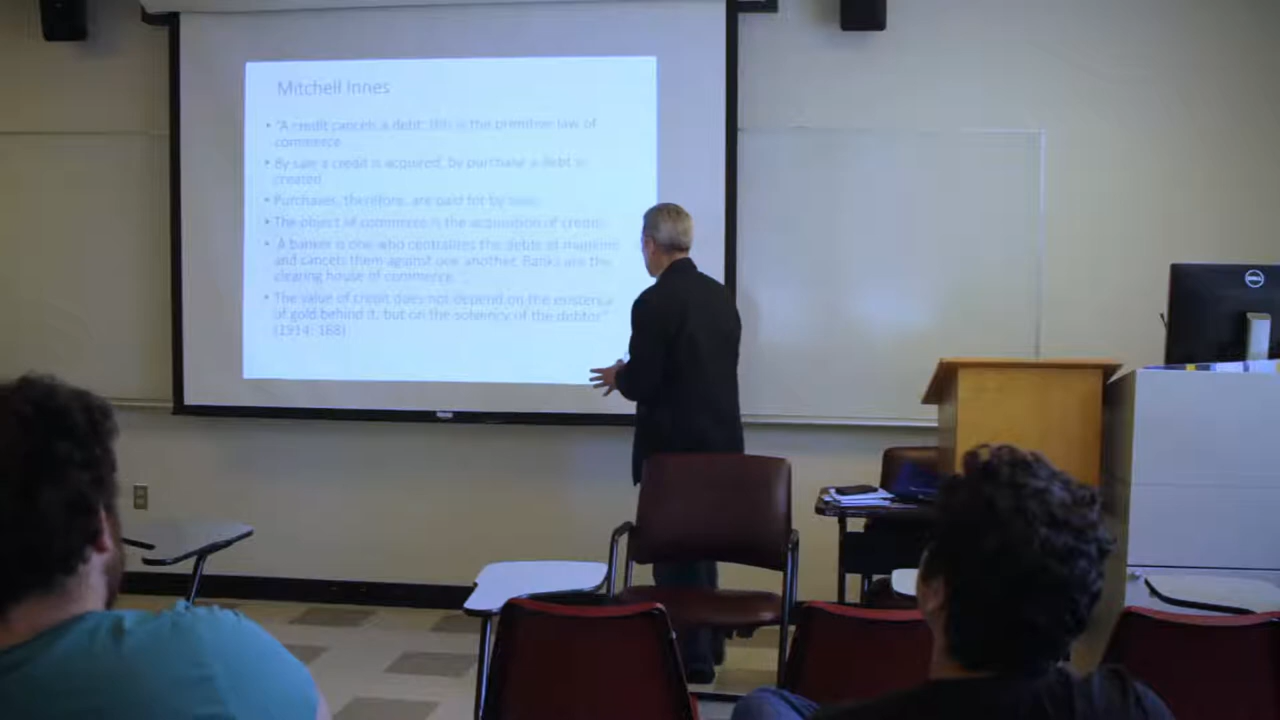 Mitchell Innes
• "A credit cancels a debt; this is the primitive law of
commerce
• By sale a credit is acquired, by purchase a debt is
created
• Purchases, therefore, are paid for by sales
• The object of commerce is the acquisition of credit
• A banker is one who centralizes the debts of mankind
and cancels them against one another. Banks are the
clearing house of commerce
• The value of credit does not depend on the existence
of gold behind it, but on the solvency of the debtor"
(1914: 168)
DELL